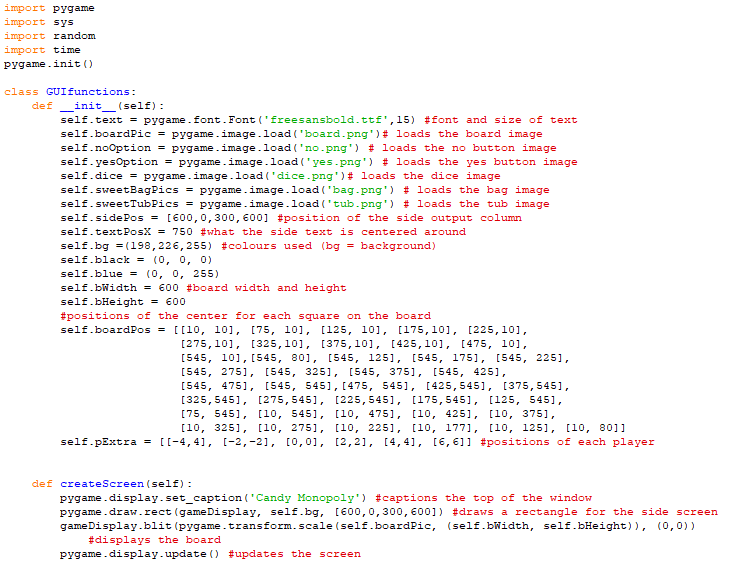 import pygame
import sys
import random
import time
pygame.init()

class GUIfunctions:
    def __init__(self):
        self.text = pygame.font.Font('freesansbold.ttf',15) #font and size of text
        self.boardPic = pygame.image.load('board.png')# loads the board image
        self.noOption = pygame.image.load('no.png') # loads the no button image
        self.yesOption = pygame.image.load('yes.png') # loads the yes button image
        self.dice = pygame.image.load('dice.png')# loads the dice image
        self.sweetBagPics = pygame.image.load('bag.png') # loads the bag image
        self.sweetTubPics = pygame.image.load('tub.png') # loads the tub image
        self.sidePos = [600,0,300,600] #position of the side output column
        self.textPosX = 750 #what the side text is centered around
        self.bg =(198,226,255) #colours used (bg = background)
        self.black = (0, 0, 0)
        self.blue = (0, 0, 255)
        self.bWidth = 600 #board width and height
        self.bHeight = 600
        #positions of the center for each square on the board
        self.boardPos = [[10, 10], [75, 10], [125, 10], [175,10], [225,10],
                         [275,10], [325,10], [375,10], [425,10], [475, 10],
                         [545, 10],[545, 80], [545, 125], [545, 175], [545, 225],
                         [545, 275], [545, 325], [545, 375], [545, 425],
                         [545, 475], [545, 545],[475, 545], [425,545], [375,545],
                         [325,545], [275,545], [225,545], [175,545], [125, 545],
                         [75, 545], [10, 545], [10, 475], [10, 425], [10, 375],
                         [10, 325], [10, 275], [10, 225], [10, 177], [10, 125], [10, 80]]
        self.pExtra = [[-4,4], [-2,-2], [0,0], [2,2], [4,4], [6,6]] #positions of each player

    def createScreen(self):
        pygame.display.set_caption('Candy Monopoly') #captions the top of the window
        pygame.draw.rect(gameDisplay, self.bg, [600,0,300,600]) #draws a rectangle for the side screen
        gameDisplay.blit(pygame.transform.scale(self.boardPic, (self.bWidth, self.bHeight)), (0,0))
            #displays the board
        pygame.display.update() #updates the screen